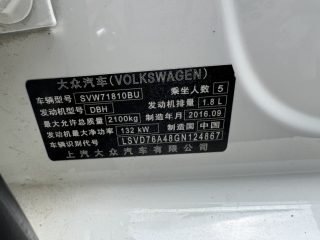 大众汽车(VOLKSWAGEN)
车辆型号 SVW71810BU 乘坐人数 5
发动机型号 DBH 发动机排量 1.8 L
最大允许总质量 2100kg 制造年月 2016.09
发动机最大净功率 132 kW 制造国 中国
车辆识别代号 LSVD76A48GN124867
上汽大众汽车有限公司